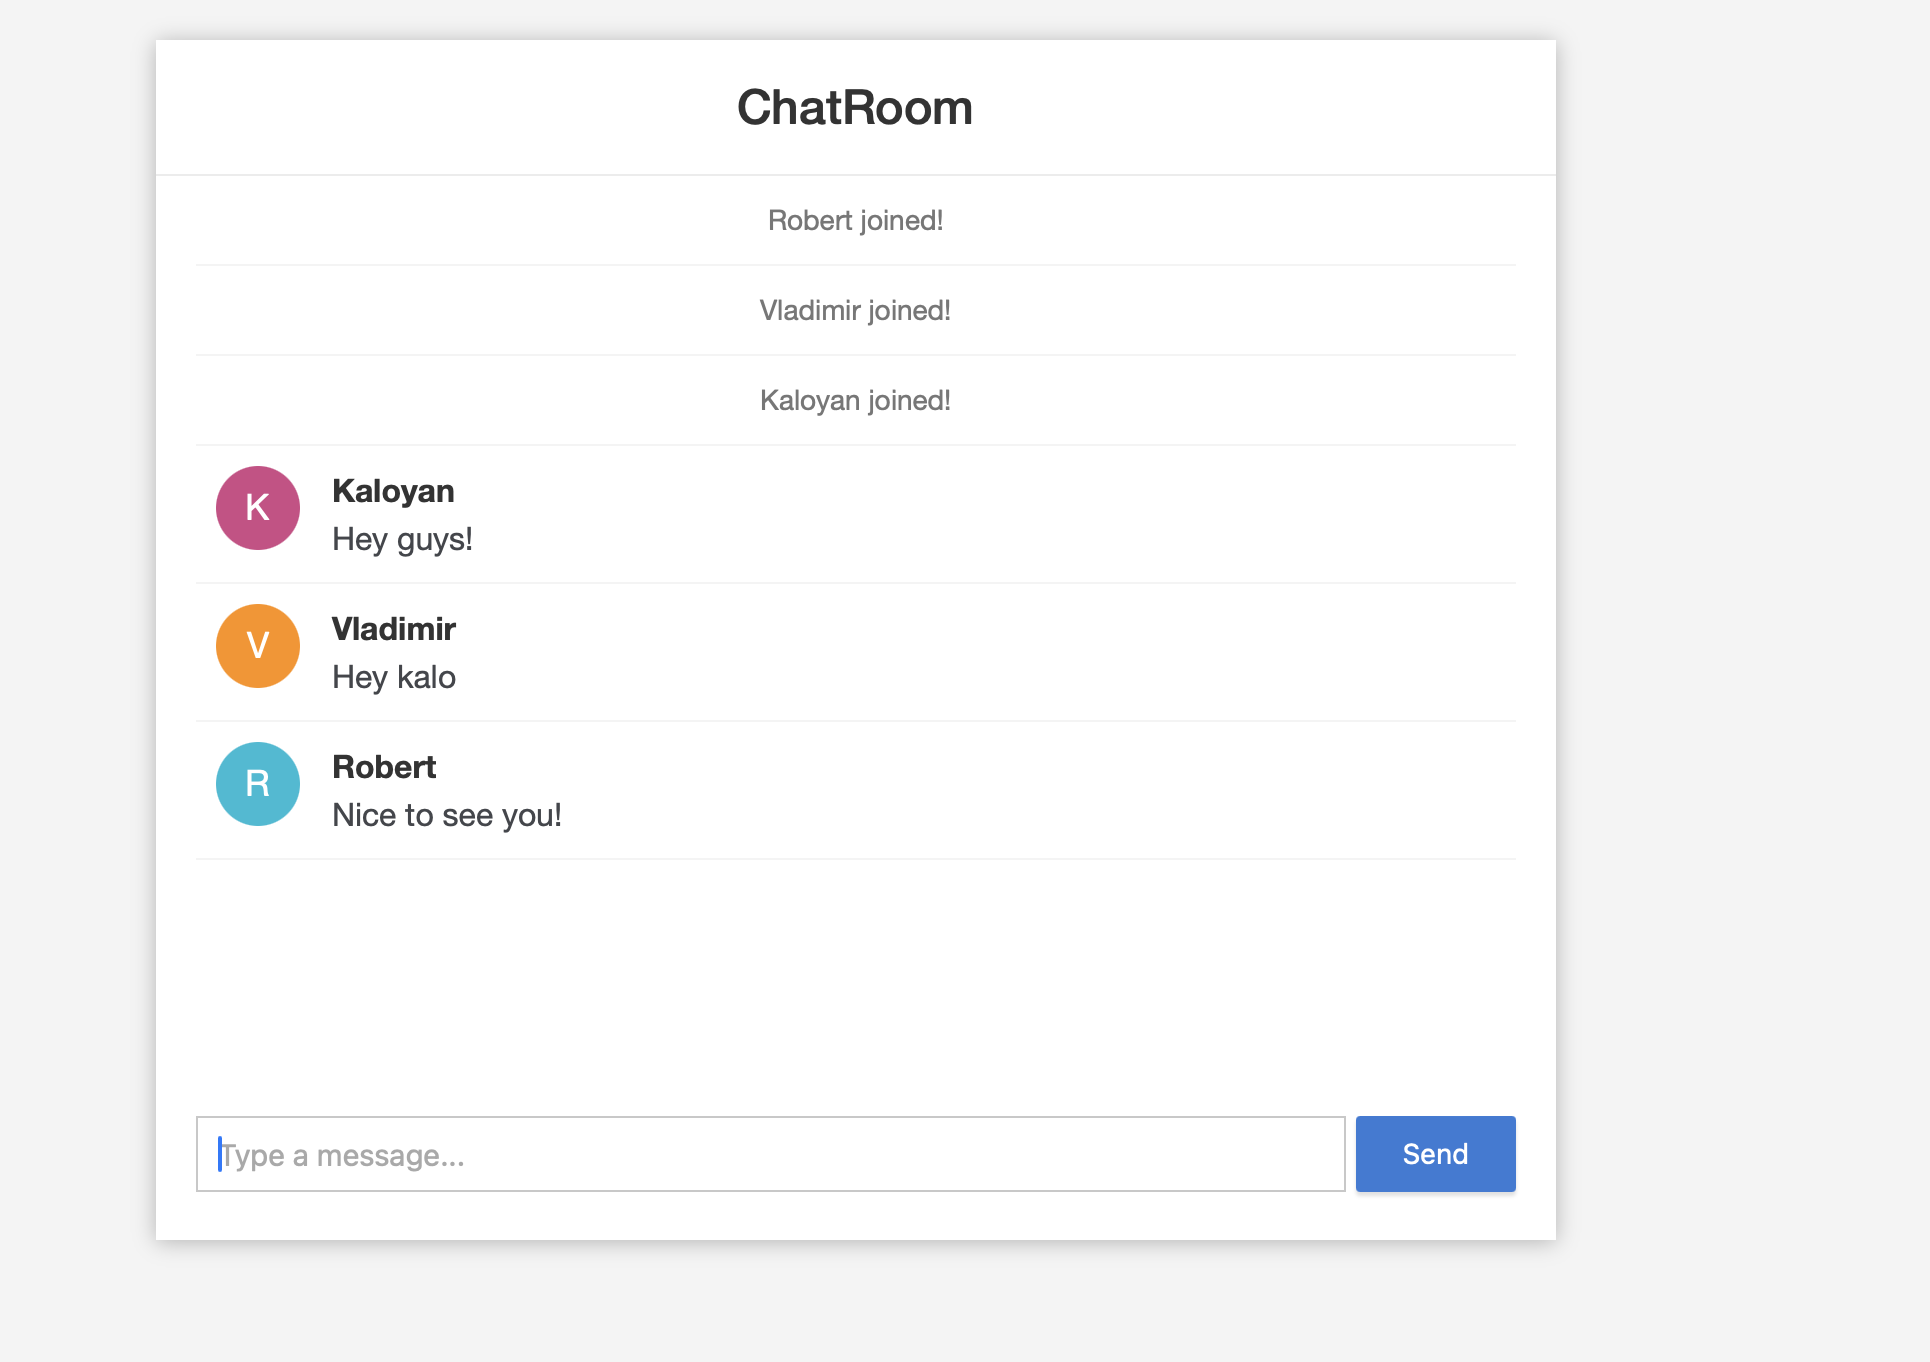 ChatRoom
Robert joined!
Vladimir joined!
Kaloyan joined!
K
Kaloyan
Hey guys!
V
Vladimir
Hey kalo
R
Robert
Nice to see you!
Type a message...
Send